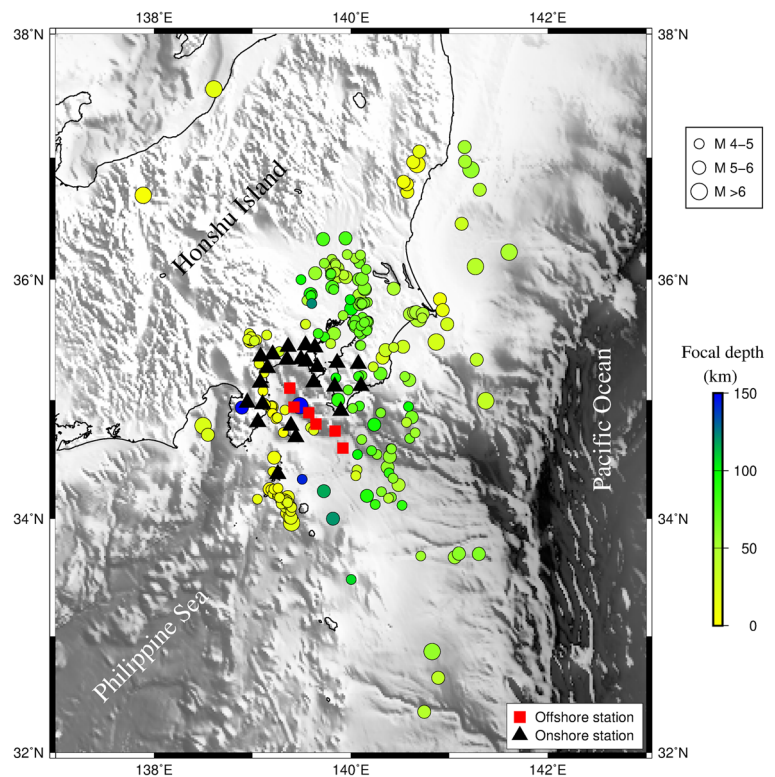 138°E 140°E 142°E
38°N 38°N
M 4−5
M 5−6
M >6
Honshu Island
36°N 36°N
Focal depth
(km)
150
100
50
0
Pacific Ocean
34°N 34°N
Philippine Sea
Offshore station
Onshore station
32°N 32°N
138°E 140°E 142°E